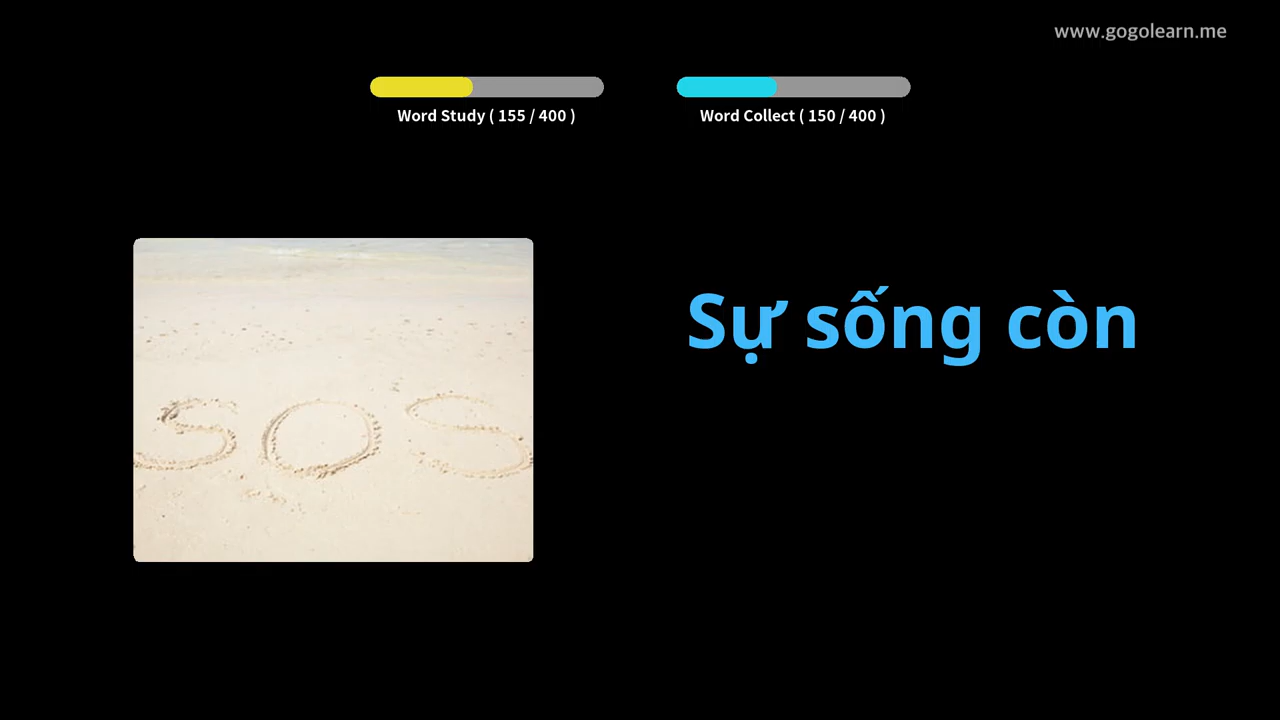 www.gogolearn.me
Word Study ( 155 / 400 )
Word Collect ( 150 / 400 )
Sự sống còn
SOS